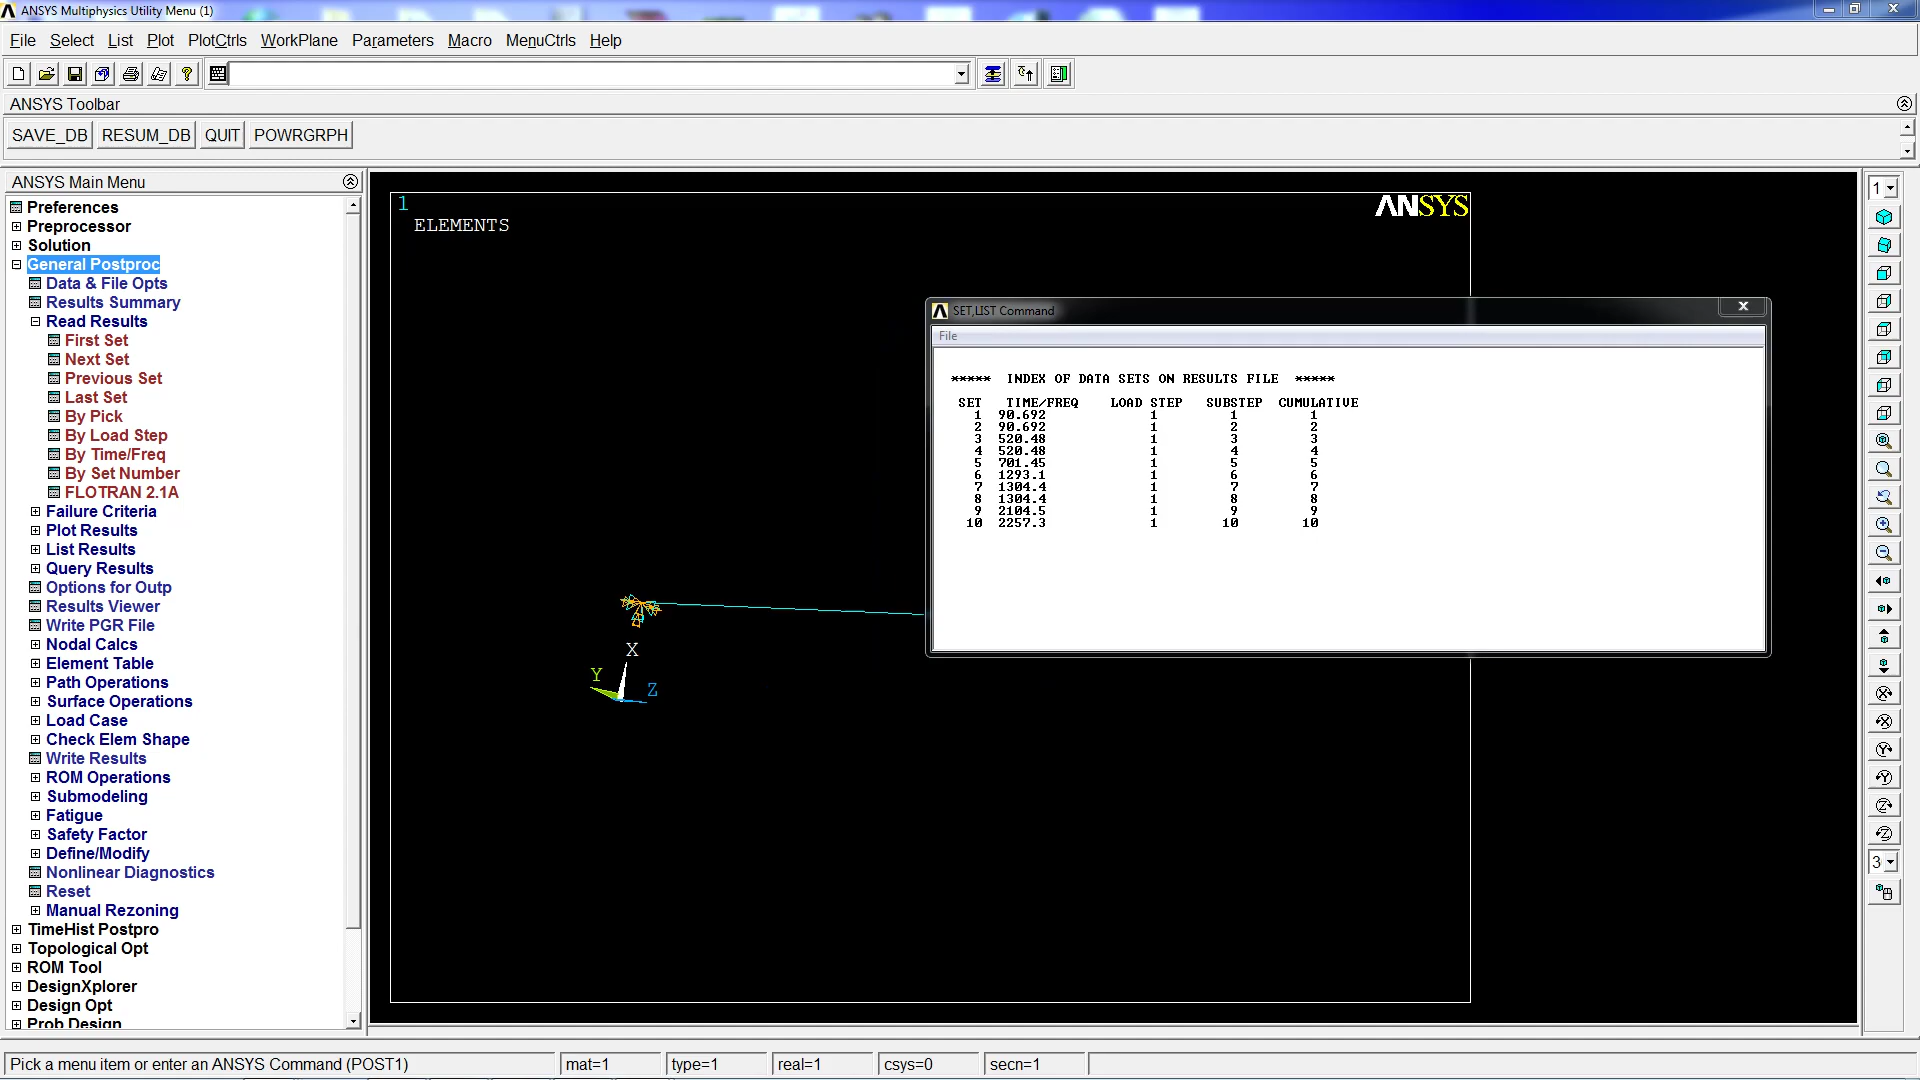 ANSYS Multiphysics Utility Menu (1)
File Select List Plot PlotCtrls WorkPlane Parameters Macro MenuCtrls Help
ANSYS Toolbar
SAVE_DB RESUM_DB QUIT POWRGRPH
ANSYS Main Menu
Preferences
Preprocessor
Solution
General Postproc
Data & File Opts
Results Summary
Read Results
First Set
Next Set
Previous Set
Last Set
By Pick
By Load Step
By Time/Freq
By Set Number
FLOTRAN 2.1A
Failure Criteria
Plot Results
List Results
Query Results
Options for Outp
Results Viewer
Write PGR File
Nodal Calcs
Element Table
Path Operations
Surface Operations
Load Case
Check Elem Shape
Write Results
ROM Operations
Submodeling
Fatigue
Safety Factor
Define/Modify
Nonlinear Diagnostics
Reset
Manual Rezoning
TimeHist Postpro
Topological Opt
ROM Tool
DesignXplorer
Design Opt
Prob Design
1
ELEMENTS
ANSYS
X
Y
Z
SET,LIST Command
File
***** INDEX OF DATA SETS ON RESULTS FILE *****
SET TIME/FREQ LOAD STEP SUBSTEP CUMULATIVE
1 90.692 1 1 1
2 90.692 1 2 2
3 520.48 1 3 3
4 520.48 1 4 4
5 701.45 1 5 5
6 1293.1 1 6 6
7 1304.4 1 7 7
8 1304.4 1 8 8
9 2104.5 1 9 9
10 2257.3 1 10 10
1
3
Pick a menu item or enter an ANSYS Command (POST1) mat=1 type=1 real=1 csys=0 secn=1